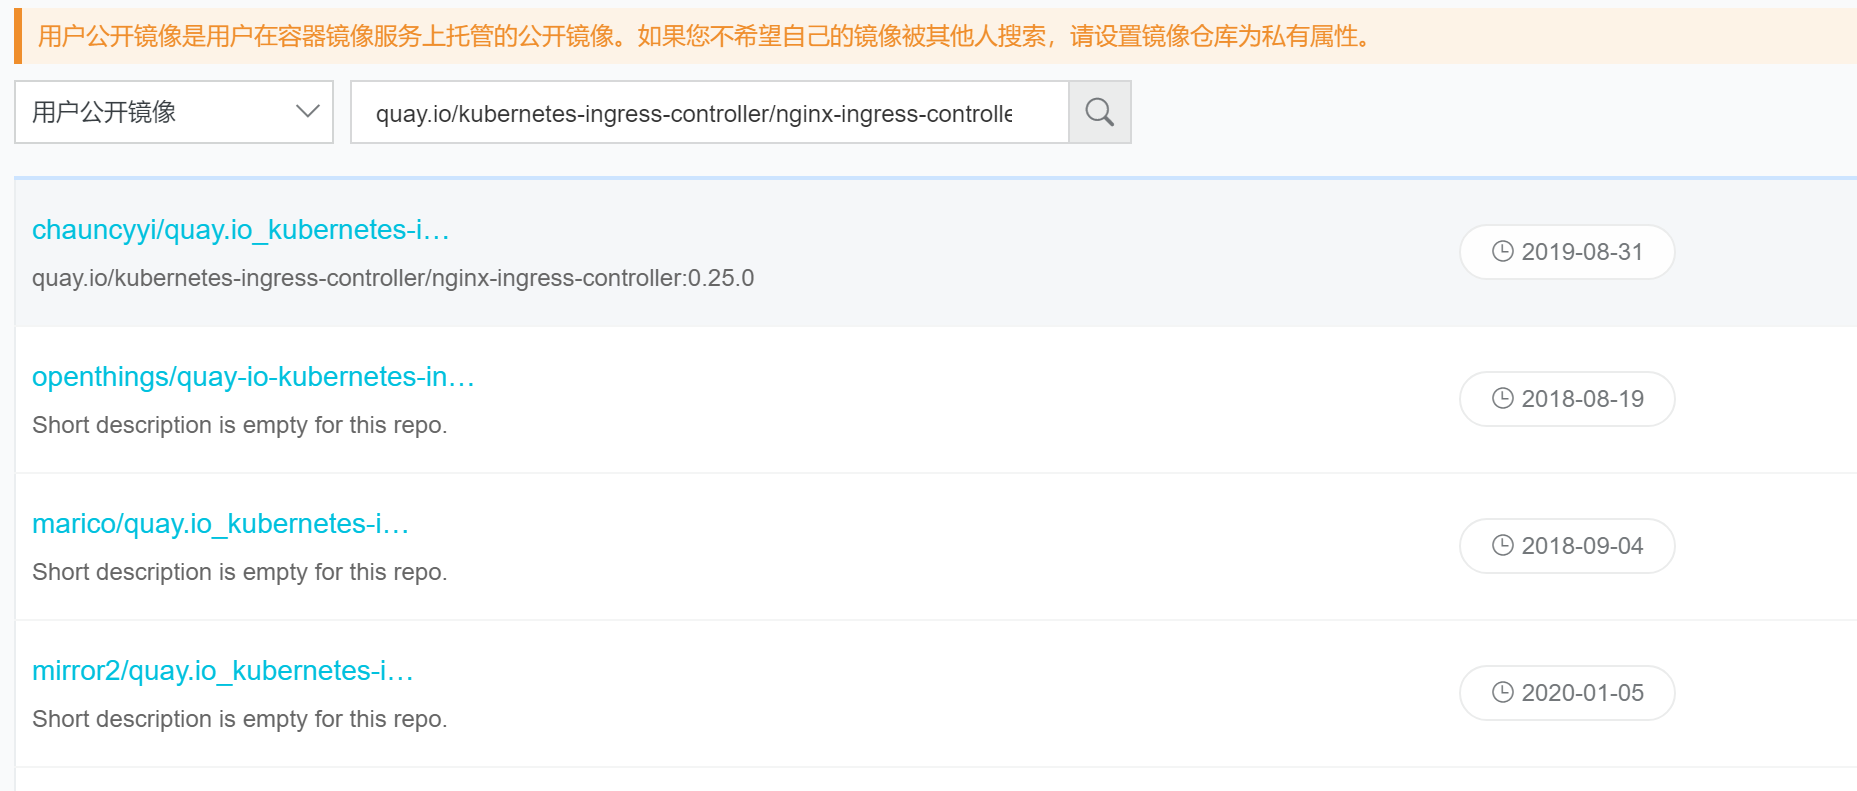 用户公开镜像是用户在容器镜像服务上托管的公开镜像。如果您不希望自己的镜像被其他人搜索，请设置镜像仓库为私有属性。
用户公开镜像
quay.io/kubernetes-ingress-controller/nginx-ingress-controlle
chauncyyi/quay.io_kubernetes-i…
2019-08-31
quay.io/kubernetes-ingress-controller/nginx-ingress-controller:0.25.0
openthings/quay-io-kubernetes-in…
2018-08-19
Short description is empty for this repo.
marico/quay.io_kubernetes-i…
2018-09-04
Short description is empty for this repo.
mirror2/quay.io_kubernetes-i…
2020-01-05
Short description is empty for this repo.